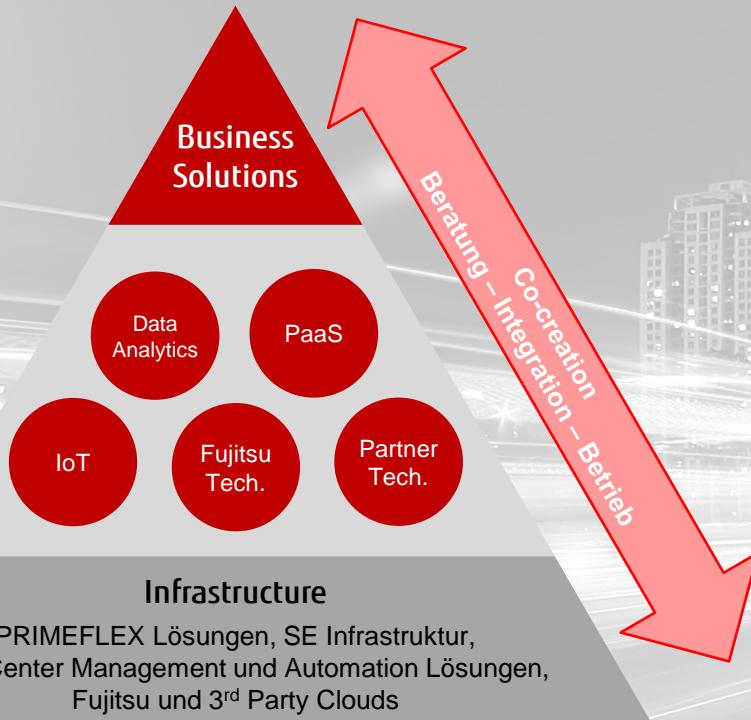 Business
Solutions
Data
Analytics
PaaS
IoT
Fujitsu
Tech.
Partner
Tech.
Co-creation
Beratung – Integration – Betrieb
Infrastructure
PRIMEFLEX Lösungen, SE Infrastruktur,
Center Management und Automation Lösungen,
Fujitsu und 3rd Party Clouds